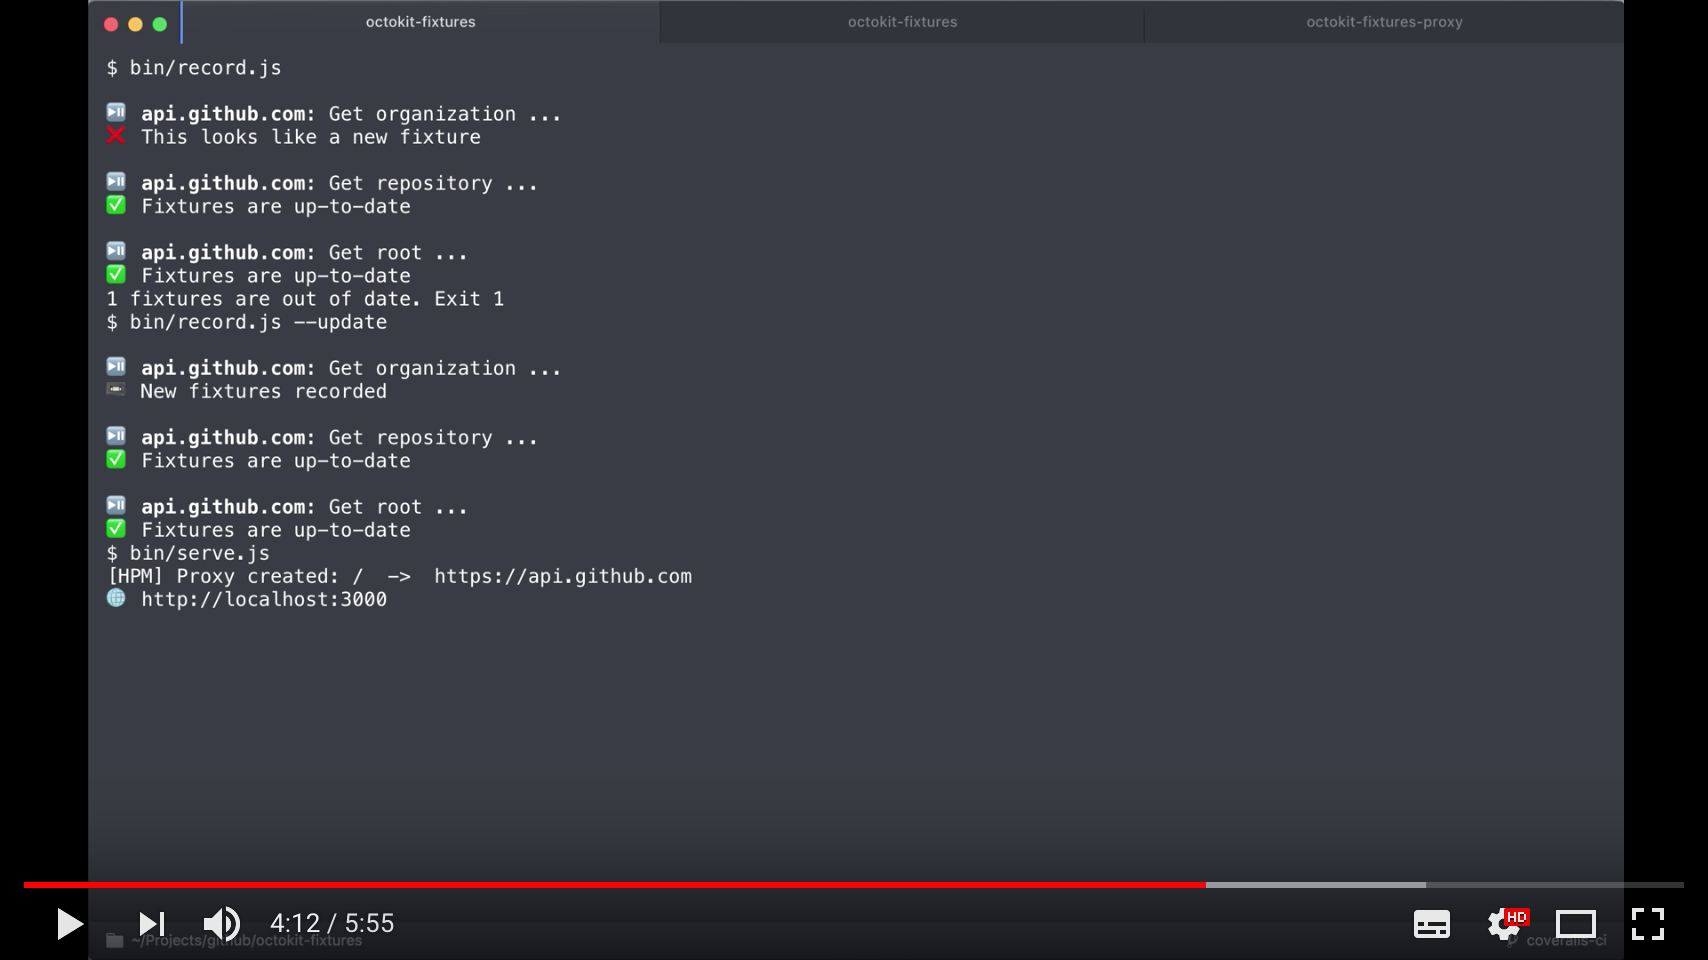 octokit-fixtures octokit-fixtures octokit-fixtures-proxy
$ bin/record.js
api.github.com: Get organization ...
This looks like a new fixture
api.github.com: Get repository ...
Fixtures are up-to-date
api.github.com: Get root ...
Fixtures are up-to-date
1 fixtures are out of date. Exit 1
$ bin/record.js --update
api.github.com: Get organization ...
New fixtures recorded
api.github.com: Get repository ...
Fixtures are up-to-date
api.github.com: Get root ...
Fixtures are up-to-date
$ bin/serve.js
[HPM] Proxy created: /  ->  https://api.github.com
http://localhost:3000
4:12 / 5:55 HD
~/Projects/github/octokit-fixtures coveralls-ci